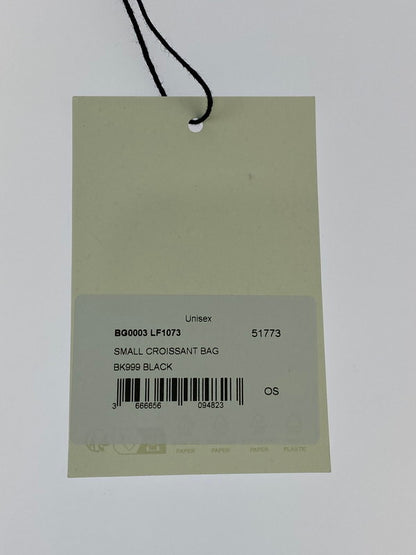 Unisex
BG0003 LF1073 51773
SMALL CROISSANT BAG
BK999 BLACK
OS
3 666656 094823
PAPER PAPER PAPER PLASTIC